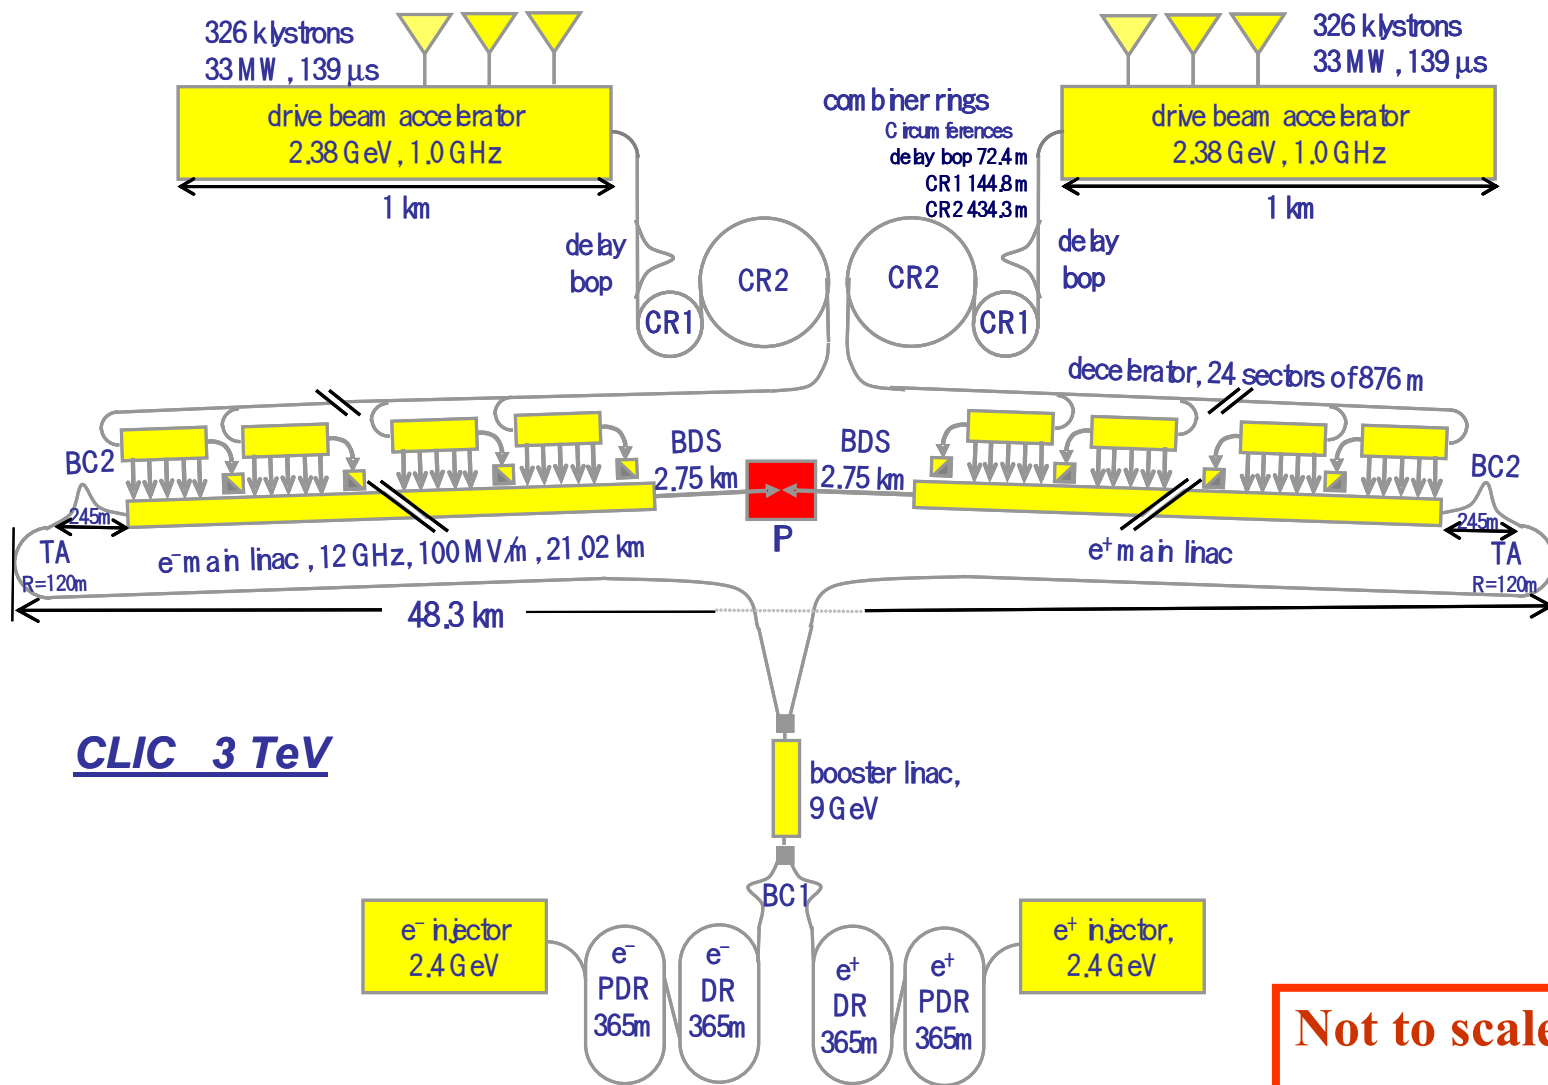 326 klystrons
33 MW, 139 μs
326 klystrons
33 MW, 139 μs
drive beam accelerator
2.38 GeV, 1.0 GHz
combiner rings
Circumferences
delay loop 72.4 m
CR1 144.8 m
CR2 434.3 m
drive beam accelerator
2.38 GeV, 1.0 GHz
1 km
1 km
delay
loop
CR2
CR1
CR2
CR1
delay
loop
decelerator, 24 sectors of 876 m
BC2
BDS
2.75 km
BDS
2.75 km
BC2
245m
245m
TA
R=120m
e⁻ main linac, 12 GHz, 100 MV/m, 21.02 km
P
e⁺ main linac
TA
R=120m
48.3 km
CLIC 3 TeV
booster linac,
9 GeV
BC1
e⁻ injector
2.4 GeV
e⁻
PDR
365m
e⁻
DR
365m
e⁺
DR
365m
e⁺
PDR
365m
e⁺ injector,
2.4 GeV
Not to scale